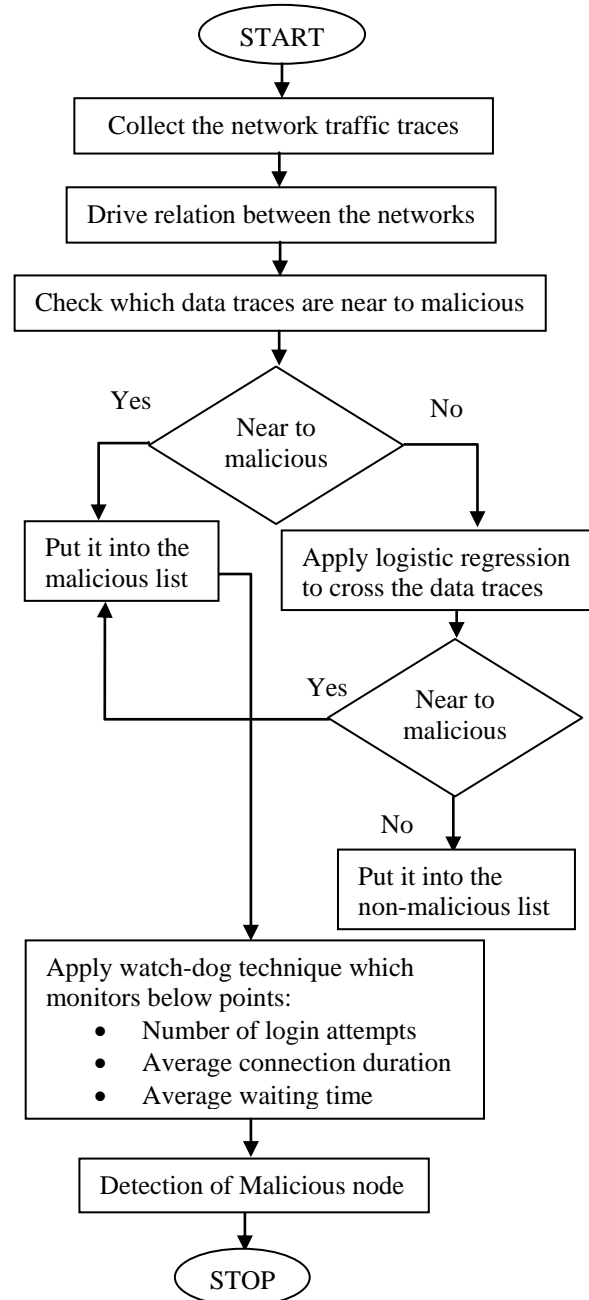 START
Collect the network traffic traces
Drive relation between the networks
Check which data traces are near to malicious
Yes
No
Near to
malicious
Put it into the
malicious list
Apply logistic regression
to cross the data traces
Yes
Near to
malicious
No
Put it into the
non-malicious list
Apply watch-dog technique which
monitors below points:
• Number of login attempts
• Average connection duration
• Average waiting time
Detection of Malicious node
STOP